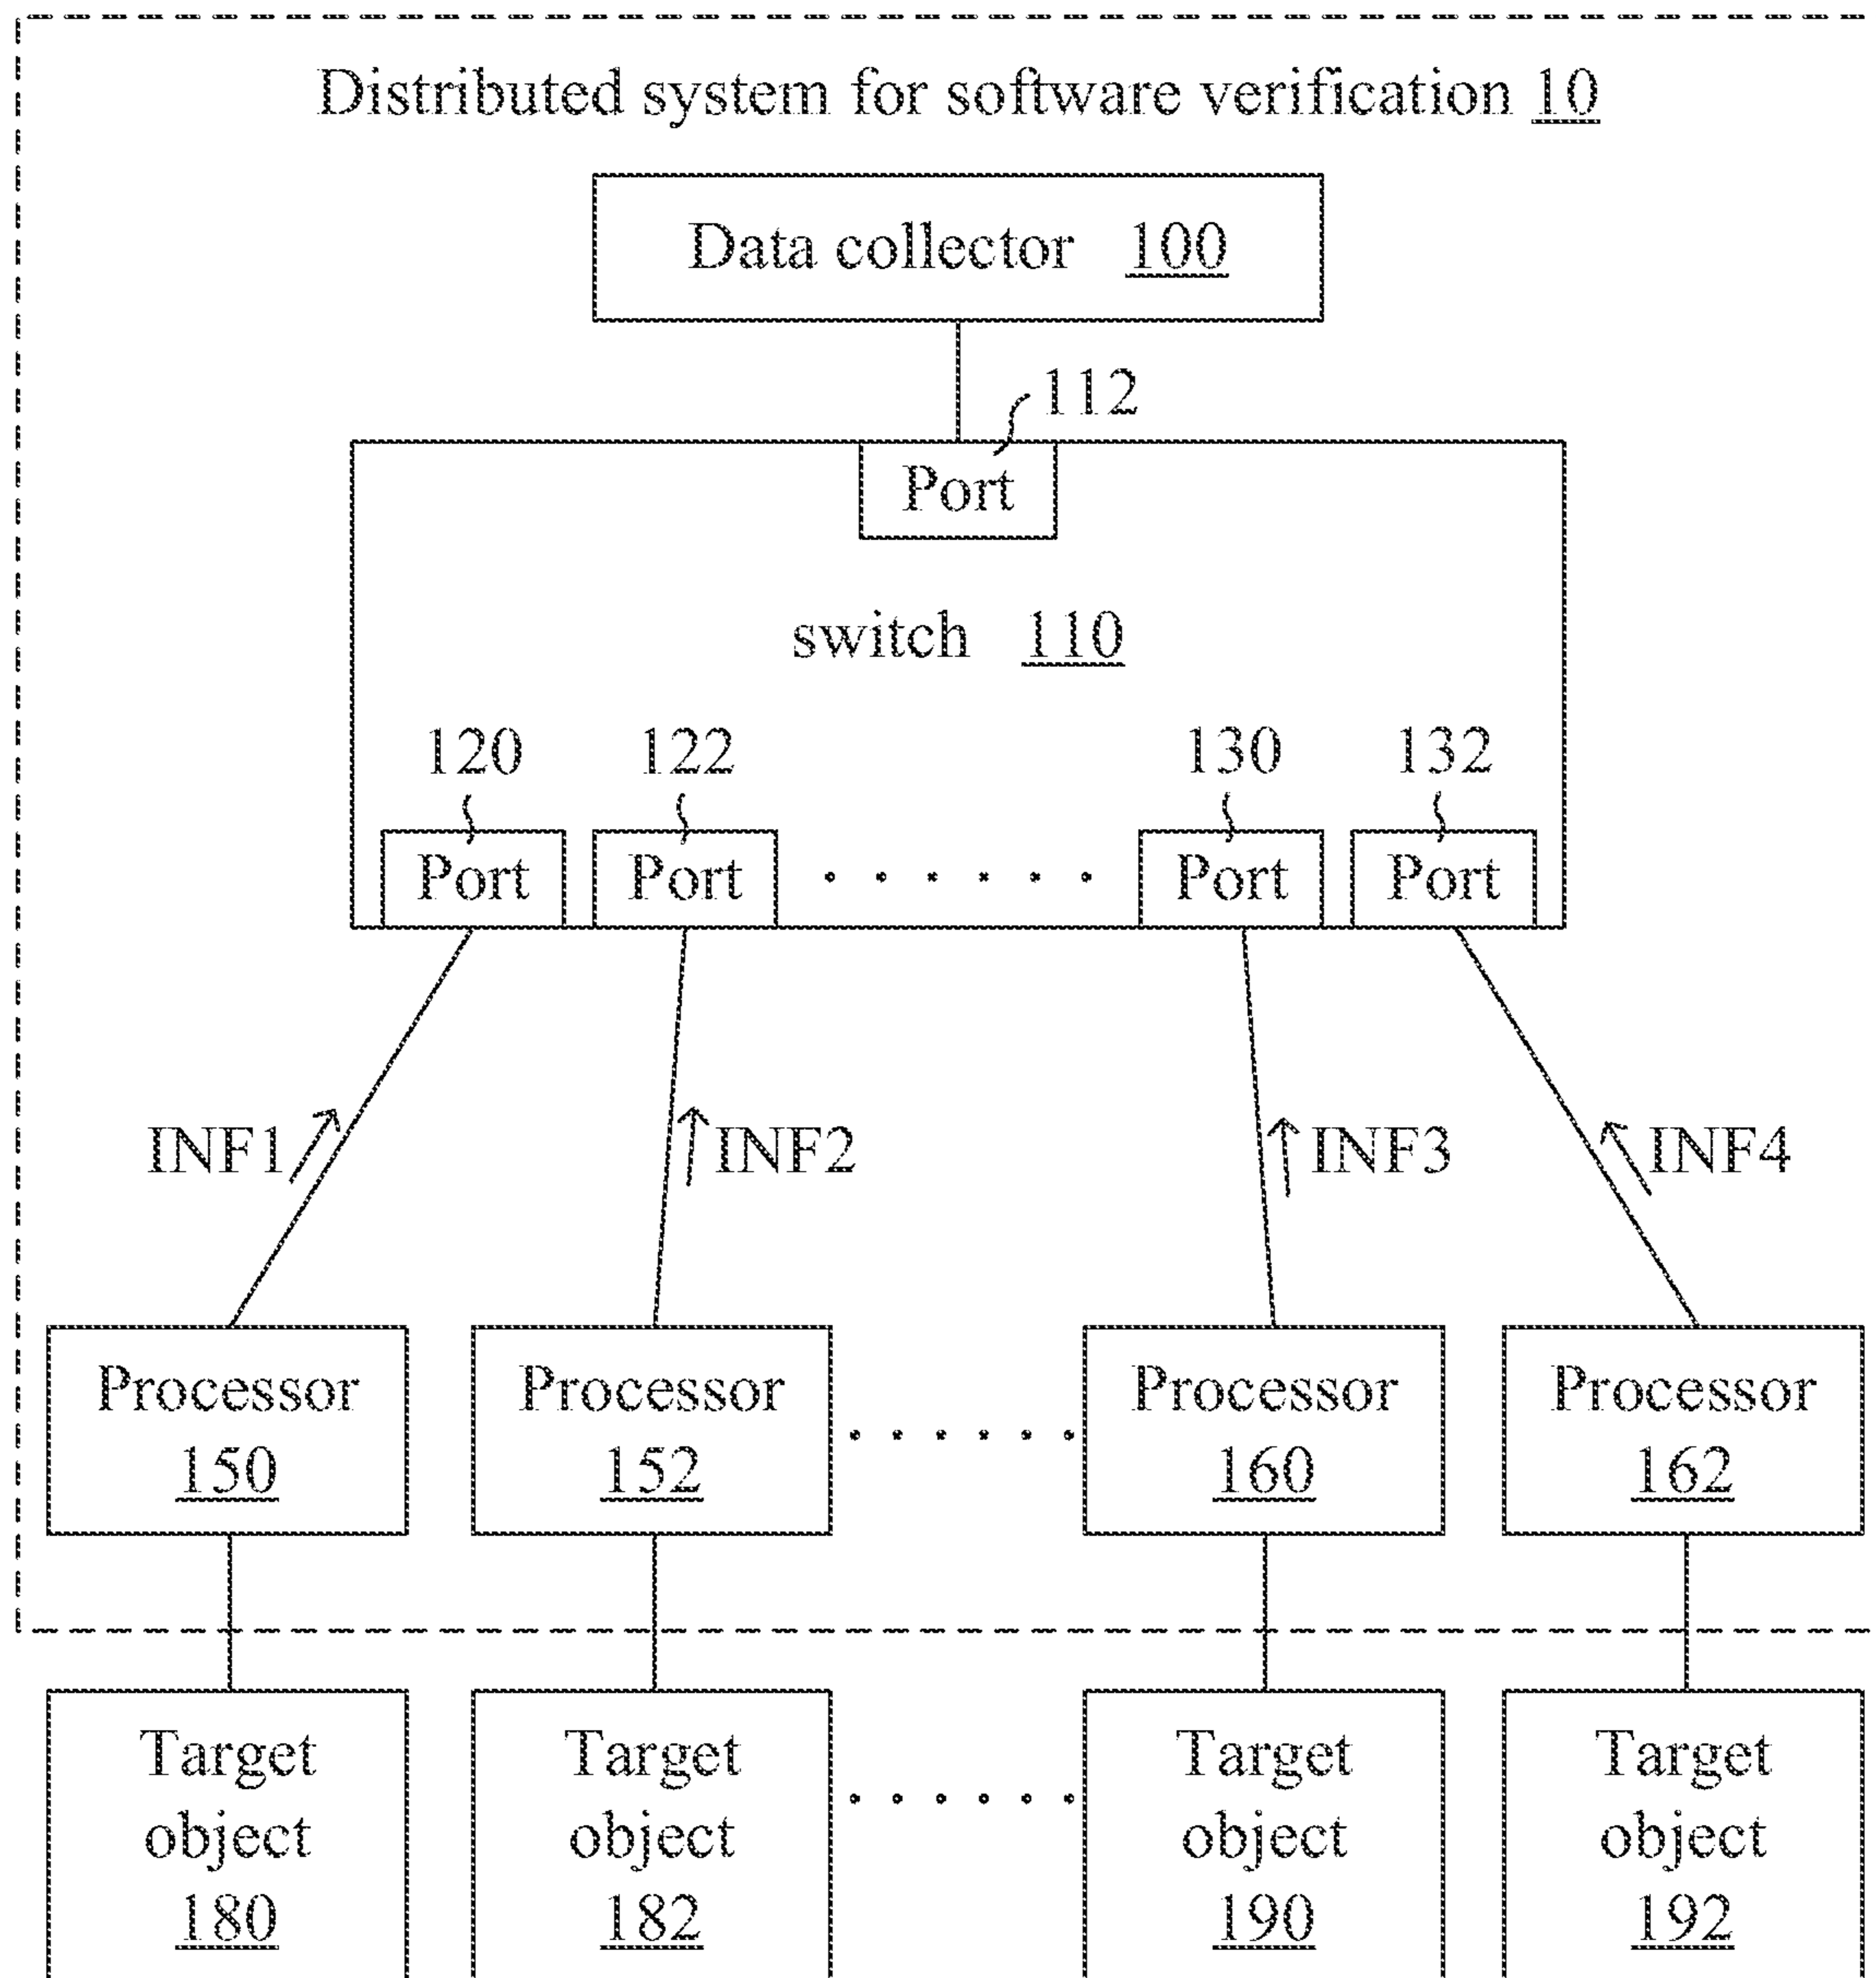 Distributed system for software verification 10
Data collector 100
112
Port
switch 110
120 122 130 132
Port Port · · · · · · Port Port
INF1 INF2 INF3 INF4
Processor Processor Processor Processor
150 152 · · · · · · 160 162
Target Target Target Target
object object · · · · · · object object
180 182 190 192